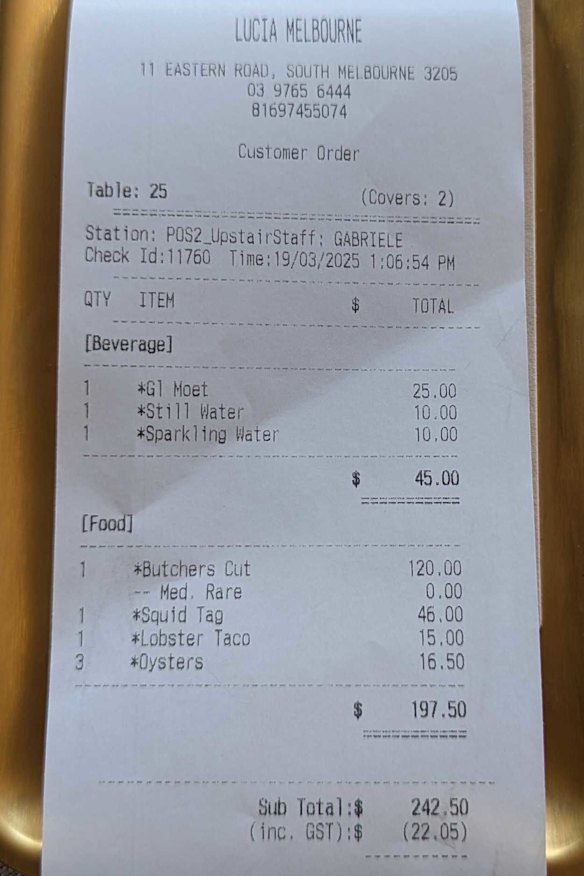 LUCIA MELBOURNE
11 EASTERN ROAD, SOUTH MELBOURNE 3205
03 9765 6444
81697455074
Customer Order
Table: 25 (Covers: 2)
Station: POS2_UpstairStaff: GABRIELE
Check Id:11760 Time:19/03/2025 1:06:54 PM
QTY ITEM $ TOTAL
[Beverage]
1 *Gl Moet 25.00
1 *Still Water 10.00
1 *Sparkling Water 10.00
$ 45.00
[Food]
1 *Butchers Cut 120.00
-- Med. Rare 0.00
1 *Squid Tag 46.00
1 *Lobster Taco 15.00
3 *Oysters 16.50
$ 197.50
Sub Total:$ 242.50
(inc. GST):$ (22.05)